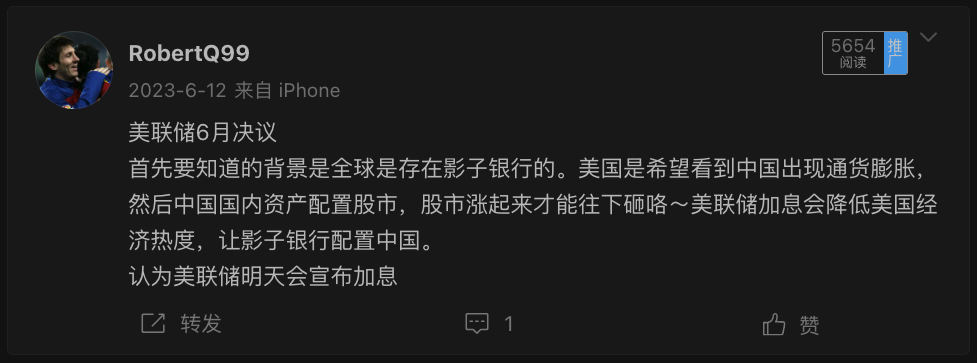 RobertQ99
5654
阅读
推广
2023-6-12 来自 iPhone
美联储6月决议
首先要知道的背景是全球是存在影子银行的。美国是希望看到中国出现通货膨胀，
然后中国国内资产配置股市，股市涨起来才能往下砸咯～美联储加息会降低美国经
济热度，让影子银行配置中国。
认为美联储明天会宣布加息
转发
1
赞